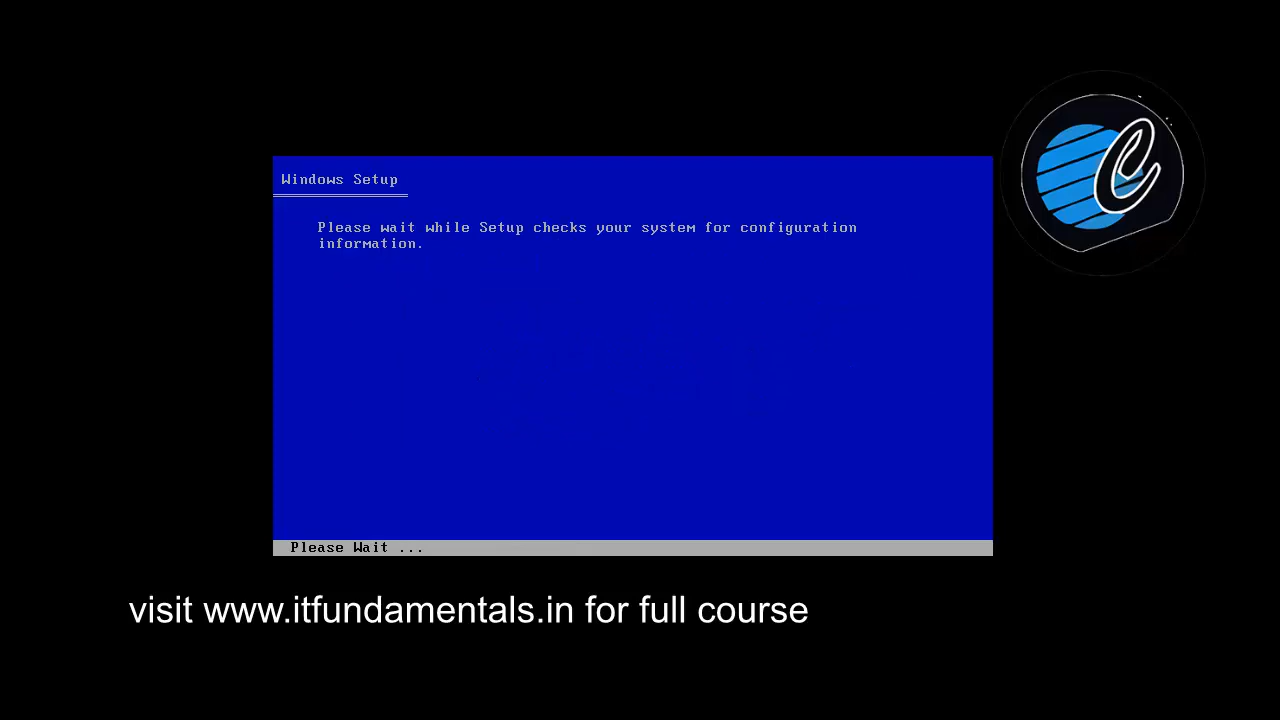 Windows Setup
Please wait while Setup checks your system for configuration
information.
Please Wait ...
visit www.itfundamentals.in for full course